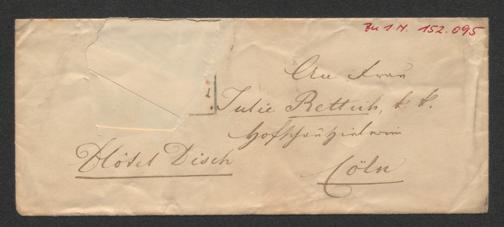 Zu I.N. 152.095
An Frau
Julie Rettich, k. k.
Hofschauspielerin
Hôtel Disch
Cöln